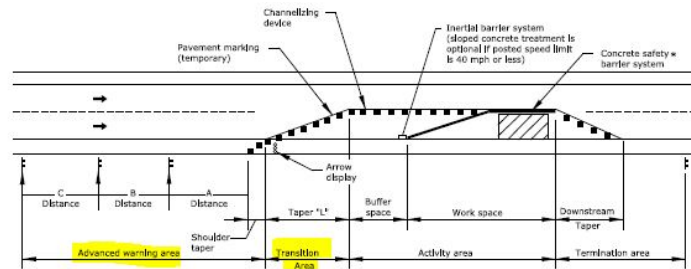 Channelizing
device
Inertial barrier system
(sloped concrete treatment is
optional if posted speed limit
is 40 mph or less)
Pavement marking
(temporary)
Concrete safety*
barrier system
Arrow
display
C
Distance
B
Distance
A
Distance
Taper "L"
Buffer
space
Work space
Downstream
Taper
Shoulder
taper
Advanced warning area
Transition
Area
Activity area
Termination area